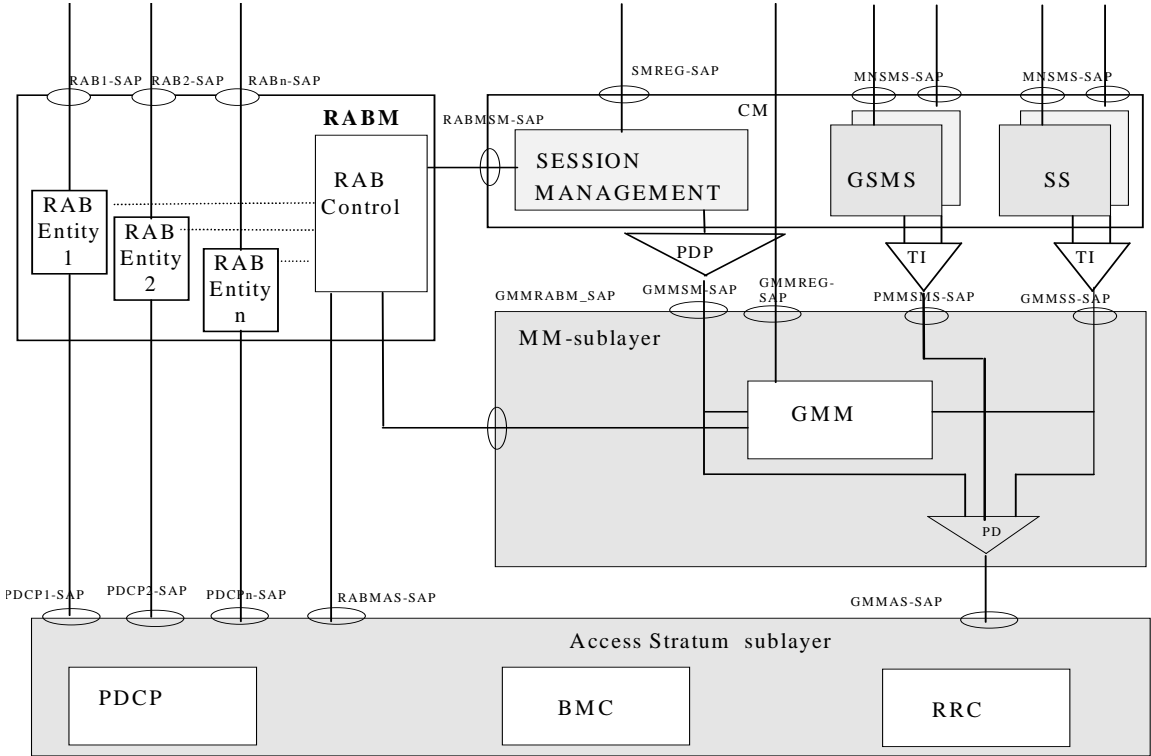 RAB1-SAP RAB2-SAP RABn-SAP SMREG-SAP MNSMS-SAP MNSMS-SAP
CM
RABM
RABMSM-SAP
SESSION
MANAGEMENT
RAB
Control
GSMS
SS
RAB
Entity
1
RAB
Entity
2
RAB
Entity
n
PDP
TI
TI
GMMRABM_SAP
GMMSM-SAP
GMMREG-
SAP
PMMSMS-SAP
GMMSS-SAP
MM-sublayer
GMM
PD
PDCP1-SAP
PDCP2-SAP
PDCPn-SAP
RABMAS-SAP
GMMAS-SAP
Access Stratum sublayer
PDCP
BMC
RRC